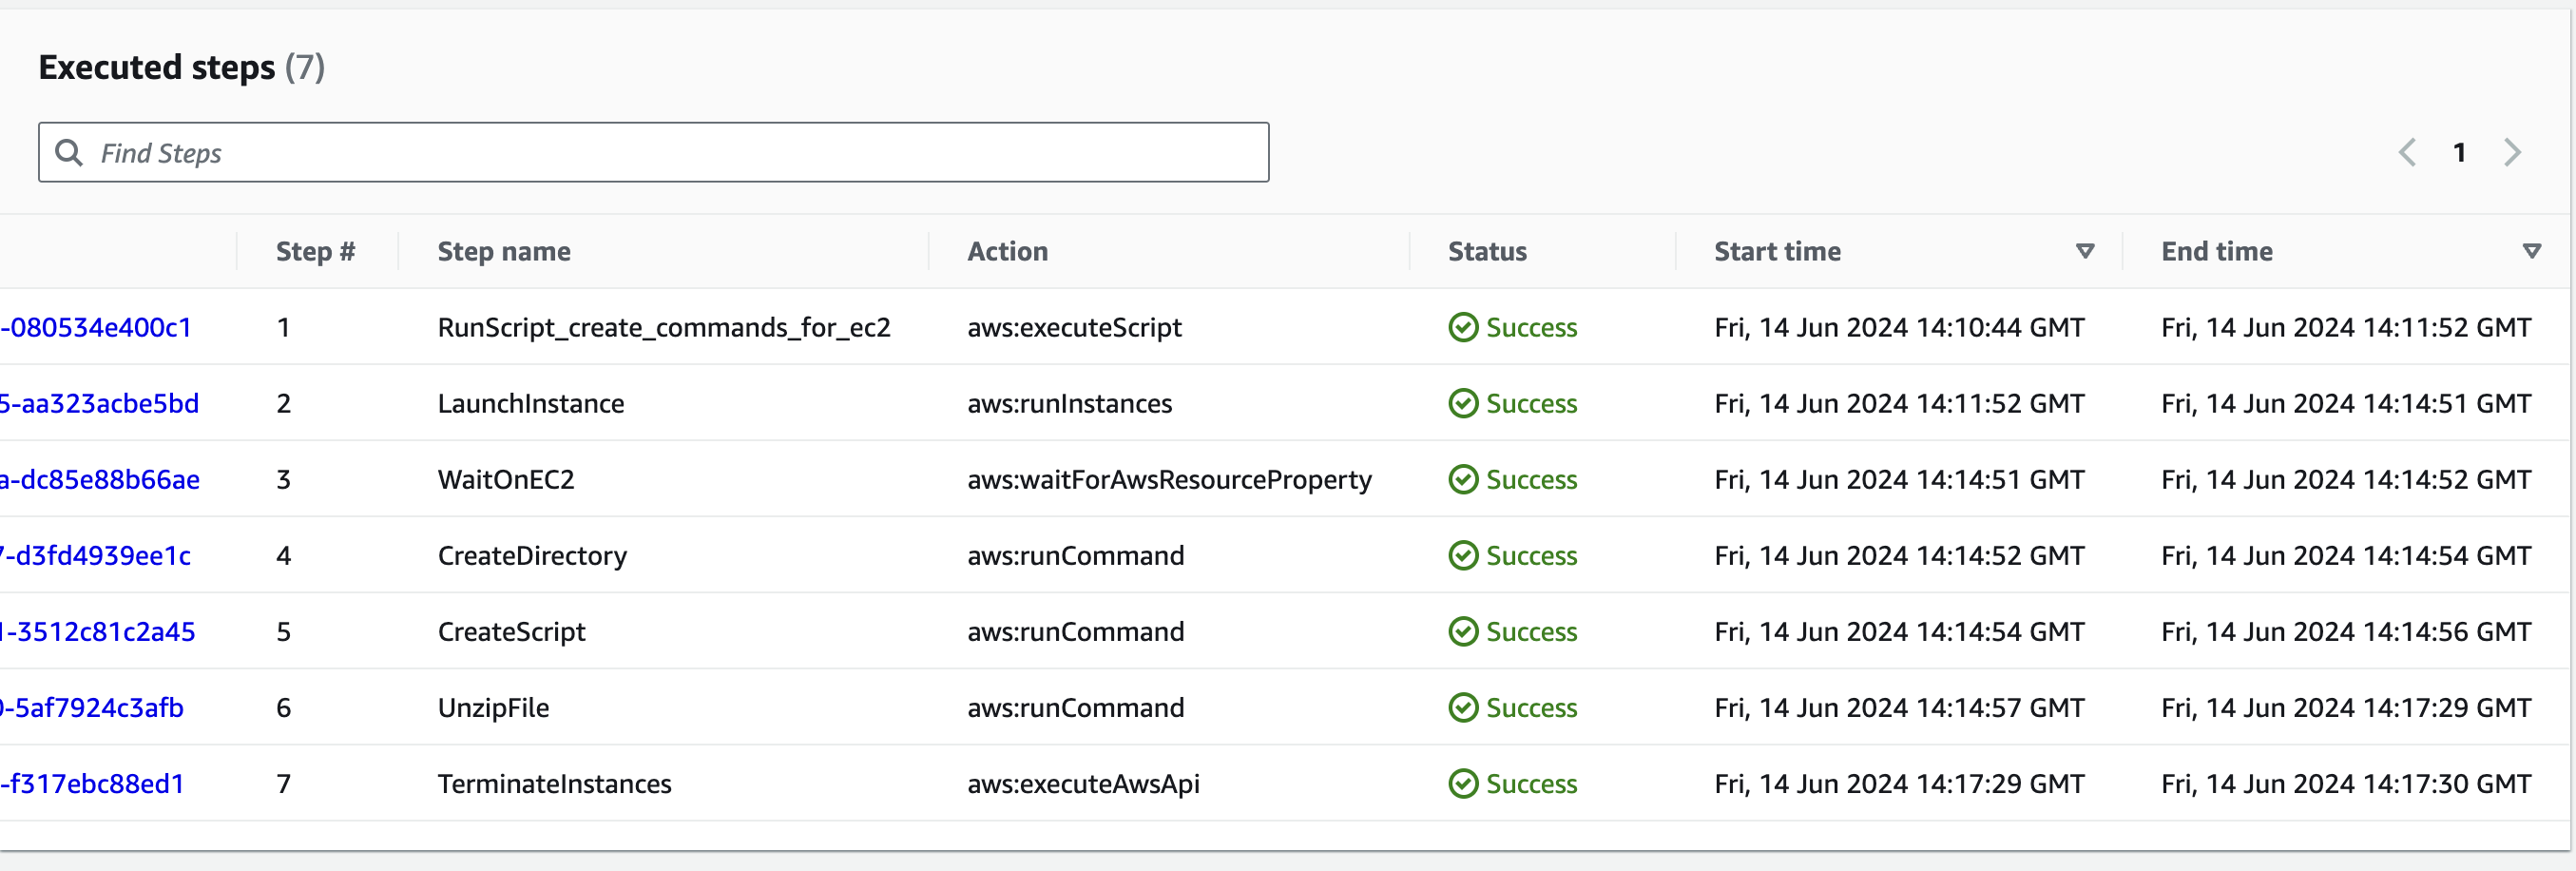 Executed steps (7)
Find Steps
1
Step # Step name Action Status Start time End time
-080534e400c1 1 RunScript_create_commands_for_ec2 aws:executeScript Success Fri, 14 Jun 2024 14:10:44 GMT Fri, 14 Jun 2024 14:11:52 GMT
5-aa323acbe5bd 2 LaunchInstance aws:runInstances Success Fri, 14 Jun 2024 14:11:52 GMT Fri, 14 Jun 2024 14:14:51 GMT
a-dc85e88b66ae 3 WaitOnEC2 aws:waitForAwsResourceProperty Success Fri, 14 Jun 2024 14:14:51 GMT Fri, 14 Jun 2024 14:14:52 GMT
7-d3fd4939ee1c 4 CreateDirectory aws:runCommand Success Fri, 14 Jun 2024 14:14:52 GMT Fri, 14 Jun 2024 14:14:54 GMT
1-3512c81c2a45 5 CreateScript aws:runCommand Success Fri, 14 Jun 2024 14:14:54 GMT Fri, 14 Jun 2024 14:14:56 GMT
0-5af7924c3afb 6 UnzipFile aws:runCommand Success Fri, 14 Jun 2024 14:14:57 GMT Fri, 14 Jun 2024 14:17:29 GMT
-f317ebc88ed1 7 TerminateInstances aws:executeAwsApi Success Fri, 14 Jun 2024 14:17:29 GMT Fri, 14 Jun 2024 14:17:30 GMT